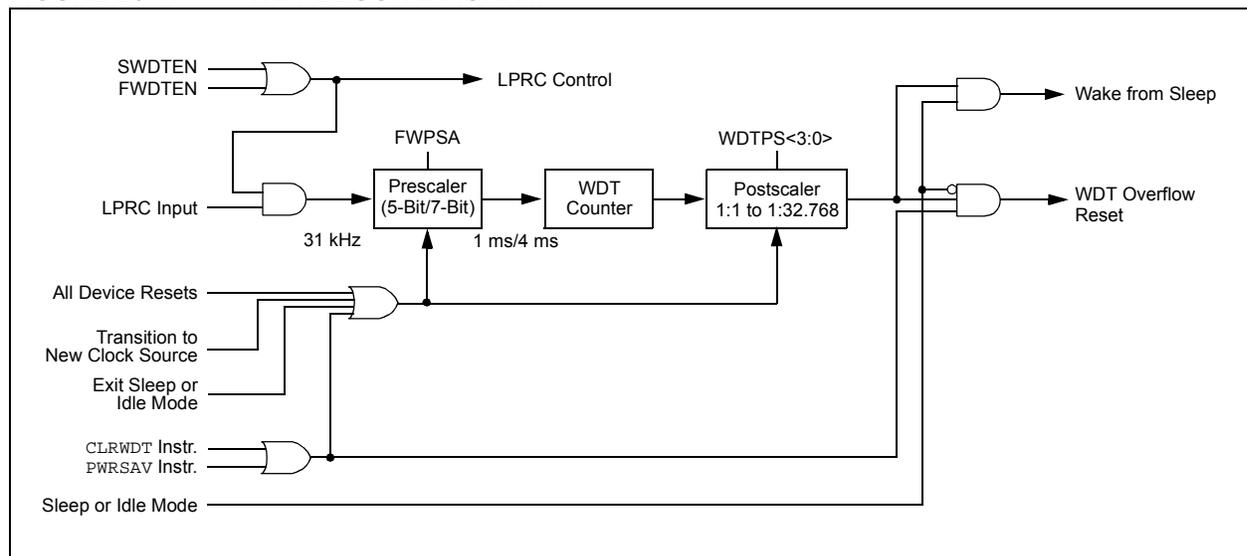 SWDTEN
FWDTEN
LPRC Control
Wake from Sleep
FWPSA
WDTPS<3:0>
LPRC Input
Prescaler
(5-Bit/7-Bit)
WDT
Counter
Postscaler
1:1 to 1:32.768
WDT Overflow
Reset
31 kHz
1 ms/4 ms
All Device Resets
Transition to
New Clock Source
Exit Sleep or
Idle Mode
CLRWDT Instr.
PWRSAV Instr.
Sleep or Idle Mode